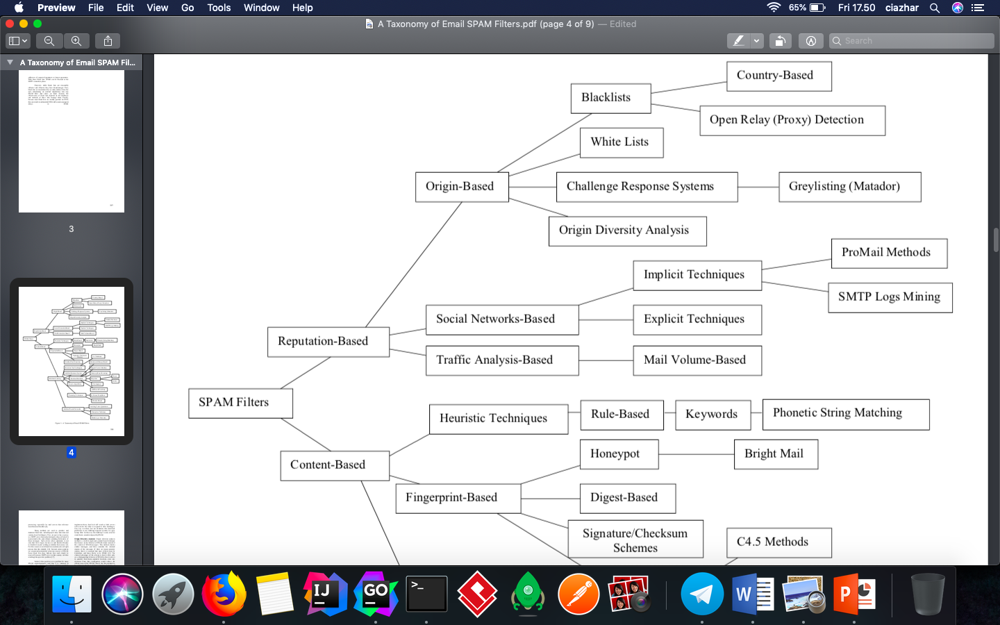 Preview File Edit View Go Tools Window Help 65% Fri 17.50 ciazhar
A Taxonomy of Email SPAM Filters.pdf (page 4 of 9) — Edited
Search
A Taxonomy of Email SPAM Fil...
3
4
Country-Based
Blacklists
Open Relay (Proxy) Detection
White Lists
Origin-Based
Challenge Response Systems
Greylisting (Matador)
Origin Diversity Analysis
ProMail Methods
Implicit Techniques
SMTP Logs Mining
Social Networks-Based
Explicit Techniques
Reputation-Based
Traffic Analysis-Based
Mail Volume-Based
SPAM Filters
Heuristic Techniques
Rule-Based
Keywords
Phonetic String Matching
Honeypot
Bright Mail
Content-Based
Fingerprint-Based
Digest-Based
Signature/Checksum
Schemes
C4.5 Methods
IJ
GO
>_
W
P